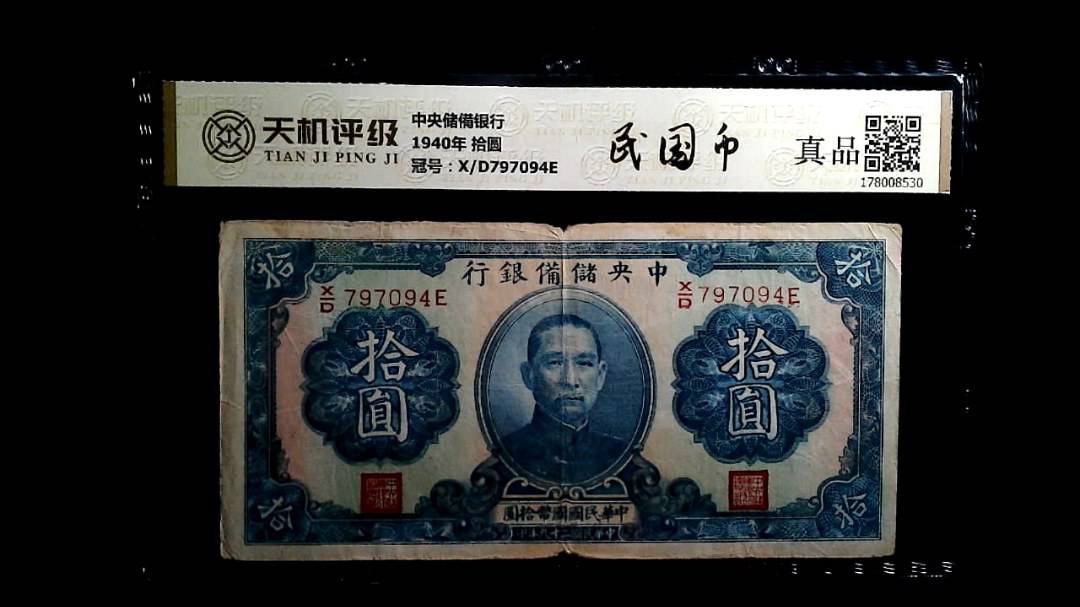 天机评级
TIAN JI PING JI
中央储備银行
1940年 拾圆
冠号：X/D797094E
民国币
真品
178008530
行銀備儲央中
X/D 797094E
X/D 797094E
拾
拾
拾圓
拾圓
圓拾幣國國民華中
拾
拾